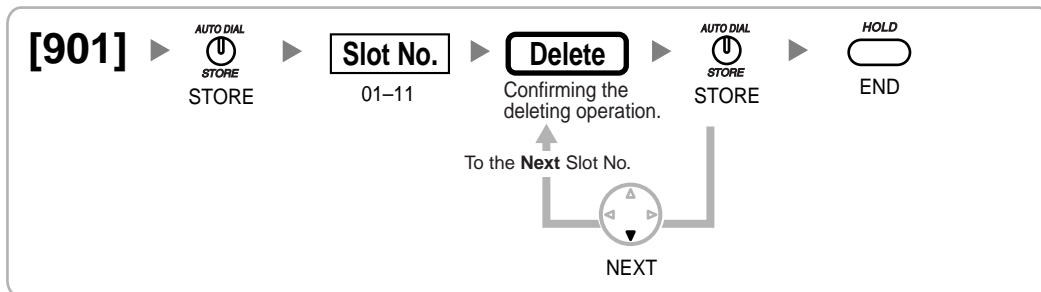 [901]
AUTO DIAL
STORE
STORE
Slot No.
01–11
Delete
Confirming the
deleting operation.
AUTO DIAL
STORE
STORE
HOLD
END
To the Next Slot No.
NEXT